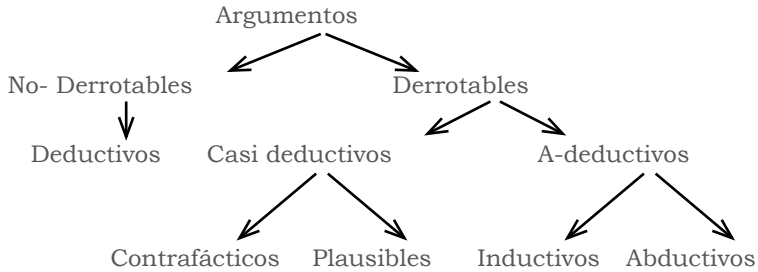 Argumentos
No- Derrotables Derrotables
Deductivos Casi deductivos A-deductivos
Contrafácticos Plausibles Inductivos Abductivos